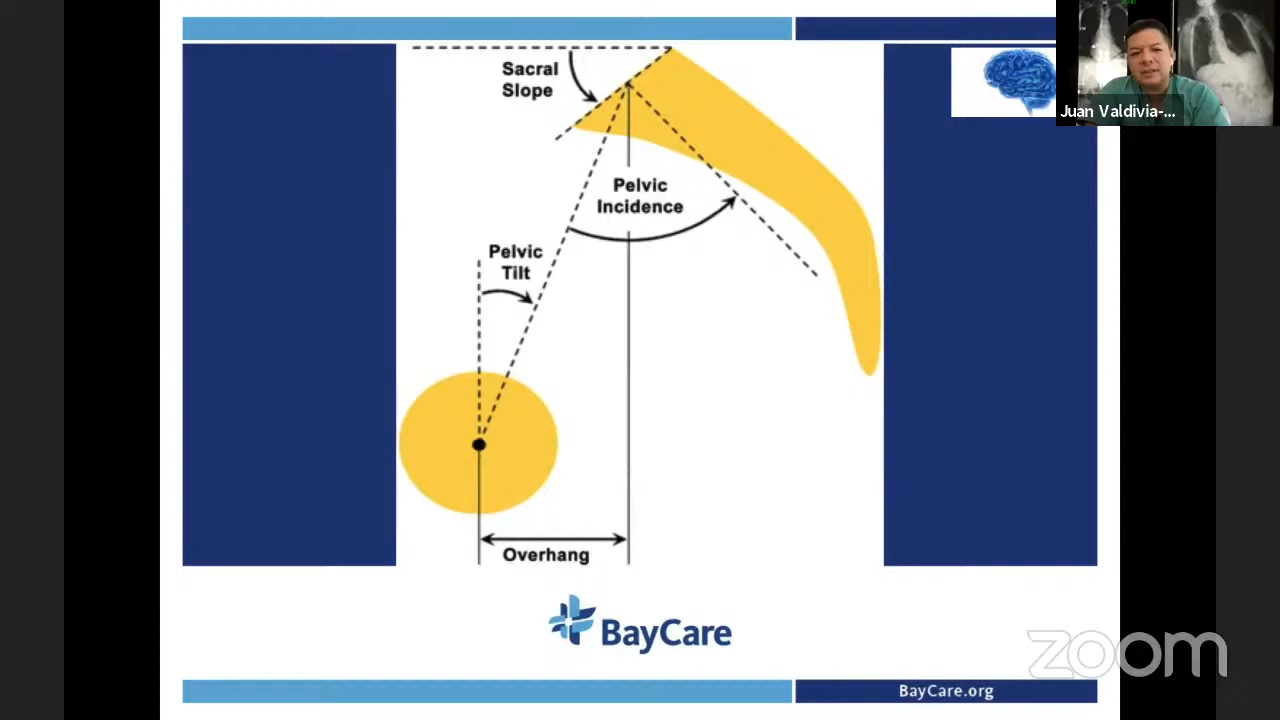 Sacral
Slope
Pelvic
Incidence
Pelvic
Tilt
Overhang
BayCare
BayCare.org
Juan Valdivia-...
zoom